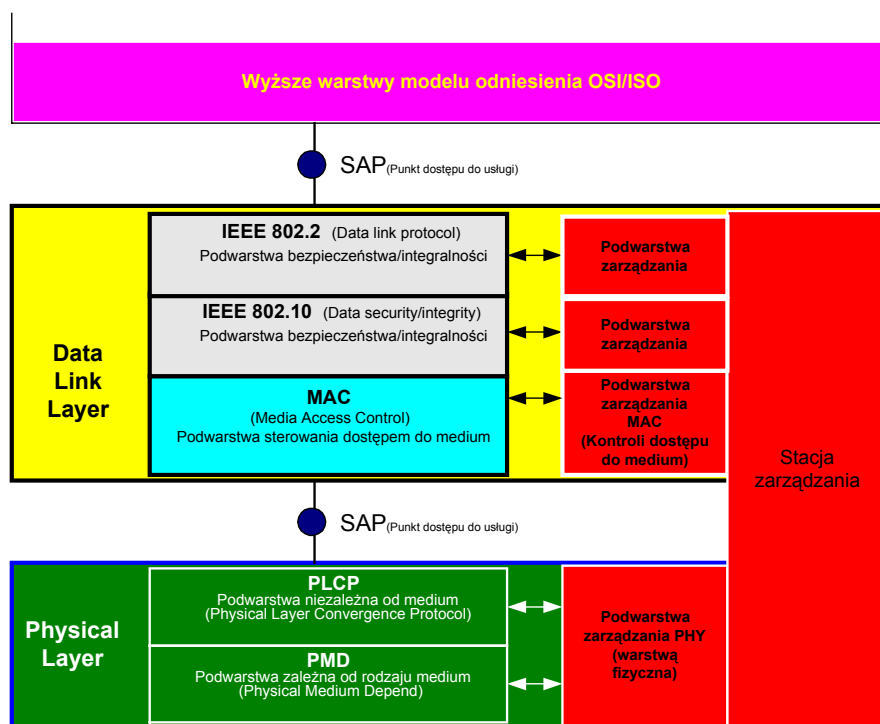 Wyższe warstwy modelu odniesienia OSI/ISO
SAP(Punkt dostępu do usługi)
Data
Link
Layer
IEEE 802.2 (Data link protocol)
Podwarstwa bezpieczeństwa/integralności
IEEE 802.10 (Data security/integrity)
Podwarstwa bezpieczeństwa/integralności
MAC
(Media Access Control)
Podwarstwa sterowania dostępem do medium
Podwarstwa
zarządzania
Podwarstwa
zarządzania
Podwarstwa
zarządzania
MAC
(Kontroli dostępu
do medium)
Stacja
zarządzania
SAP(Punkt dostępu do usługi)
Physical
Layer
PLCP
Podwarstwa niezależna od medium
(Physical Layer Convergence Protocol)
PMD
Podwarstwa zależna od rodzaju medium
(Physical Medium Depend)
Podwarstwa
zarządzania PHY
(warstwą
fizyczna)